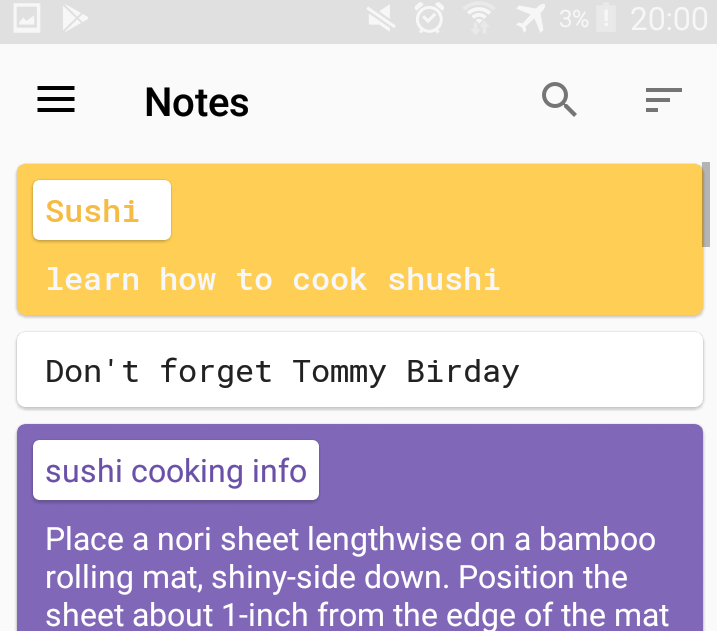 3% 20:00
Notes
Sushi
learn how to cook shushi
Don't forget Tommy Birday
sushi cooking info
Place a nori sheet lengthwise on a bamboo
rolling mat, shiny-side down. Position the
sheet about 1-inch from the edge of the mat